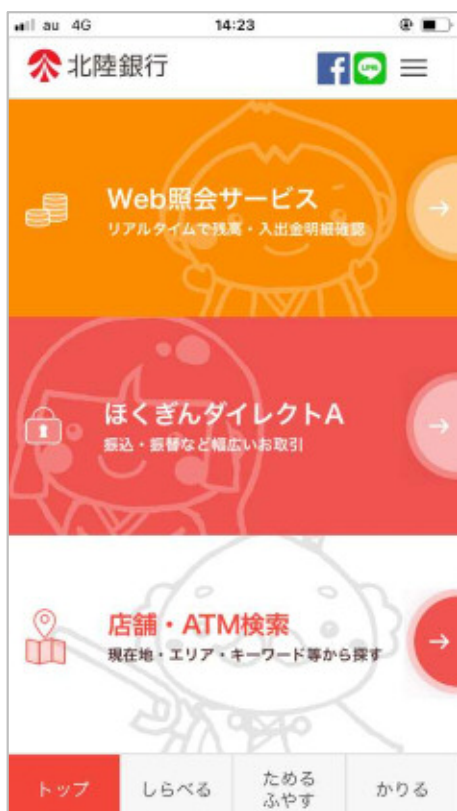 au 4G 14:23
北陸銀行
LINE
Web照会サービス
リアルタイムで残高・入出金明細確認
ほくぎんダイレクトA
振込・振替など幅広いお取引
店舗・ATM検索
現在地・エリア・キーワード等から探す
トップ
しらべる
ためる
ふやす
かりる